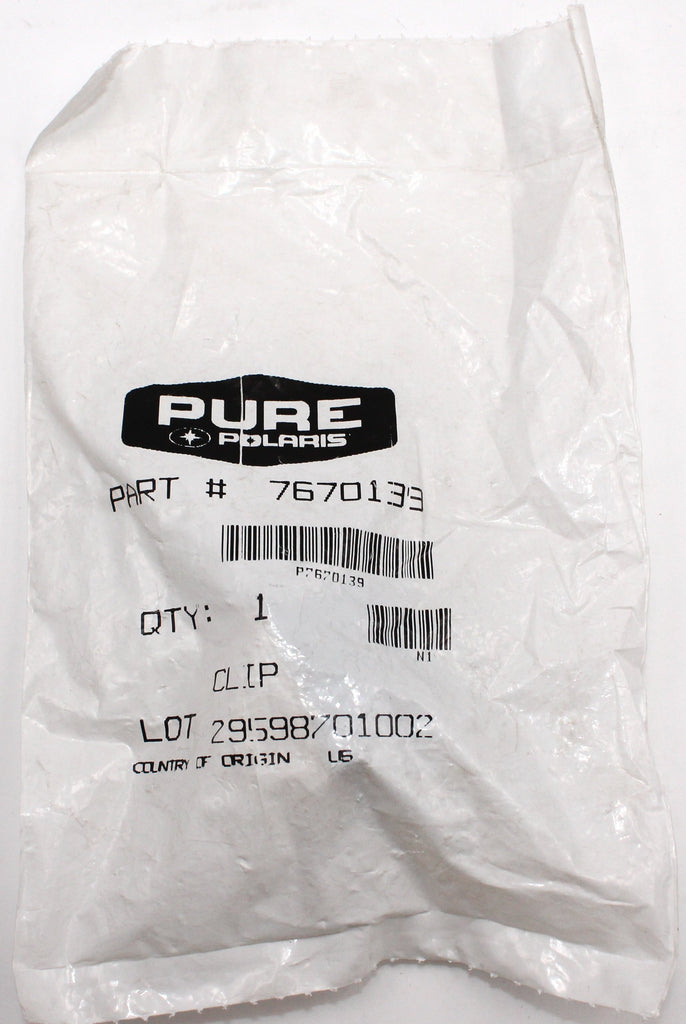 PURE
POLARIS
PART # 7670139
P7670139
QTY: 1
N1
CLIP
LOT 29598701002
COUNTRY OF ORIGIN US